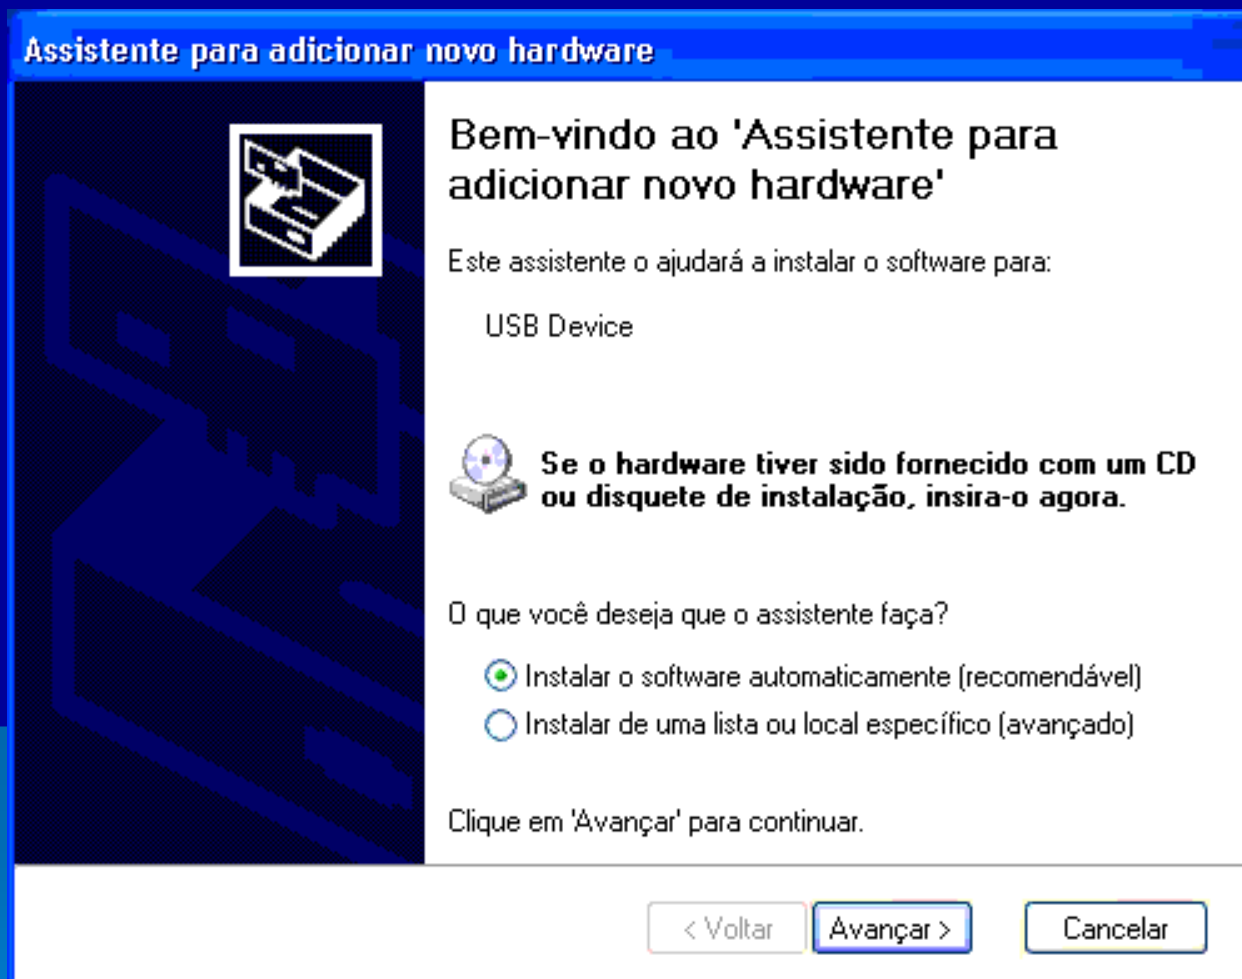 Assistente para adicionar novo hardware
Bem-vindo ao 'Assistente para
adicionar novo hardware'
Este assistente o ajudará a instalar o software para:
USB Device
Se o hardware tiver sido fornecido com um CD
ou disquete de instalação, insira-o agora.
O que você deseja que o assistente faça?
Instalar o software automaticamente (recomendável)
Instalar de uma lista ou local específico (avançado)
Clique em 'Avançar' para continuar.
< Voltar Avançar > Cancelar